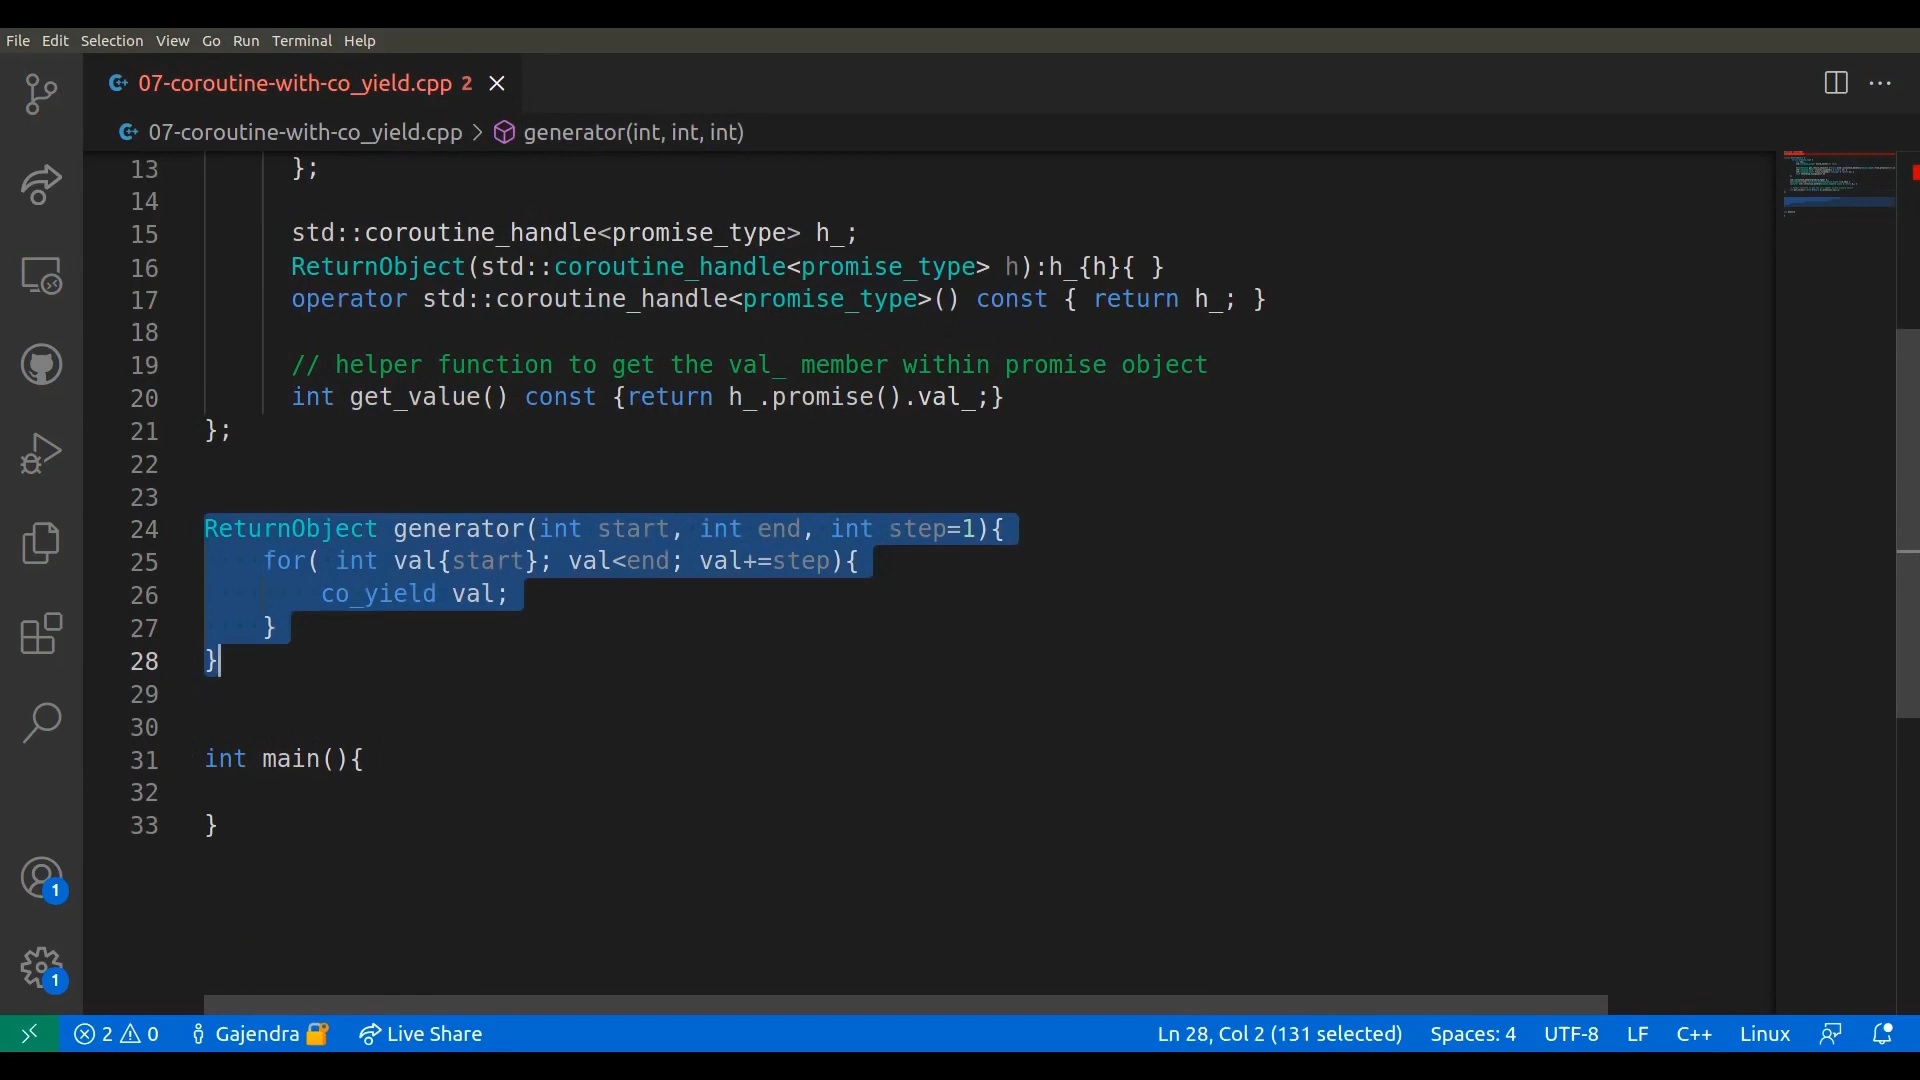 File Edit Selection View Go Run Terminal Help
07-coroutine-with-co_yield.cpp 2
07-coroutine-with-co_yield.cpp > generator(int, int, int)
13 };
14
15 std::coroutine_handle<promise_type> h_;
16 ReturnObject(std::coroutine_handle<promise_type> h):h_{h}{ }
17 operator std::coroutine_handle<promise_type>() const { return h_; }
18
19 // helper function to get the val_ member within promise object
20 int get_value() const {return h_.promise().val_;}
21 };
22
23
24 ReturnObject generator(int start, int end, int step=1){
25 for( int val{start}; val<end; val+=step){
26 co_yield val;
27 }
28 }
29
30
31 int main(){
32
33 }
1
1
2 0 Gajendra Live Share Ln 28, Col 2 (131 selected) Spaces: 4 UTF-8 LF C++ Linux